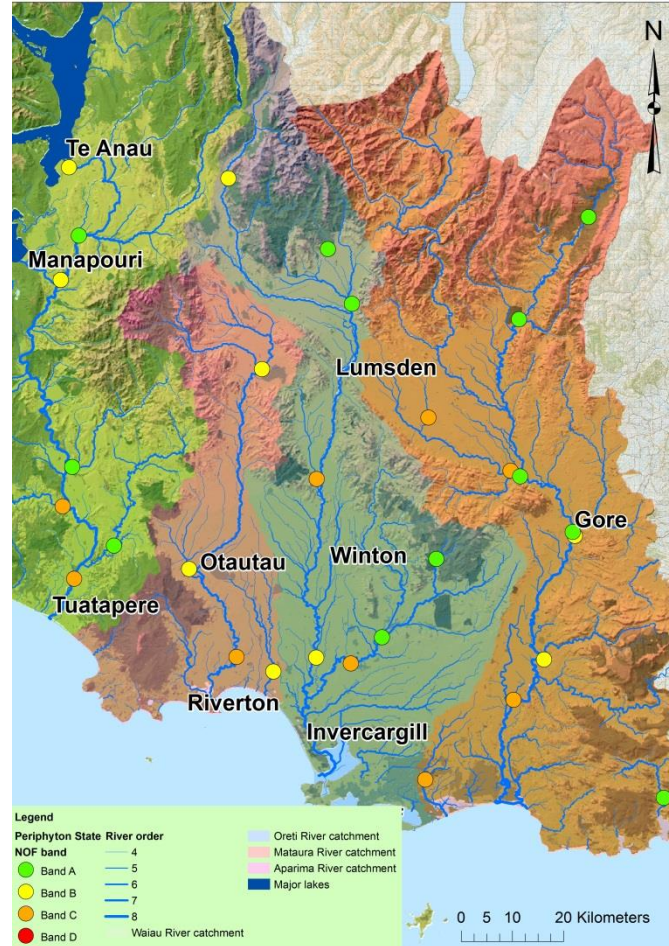 N
Te Anau
Manapouri
Lumsden
Gore
Otautau
Winton
Tuatapere
Riverton
Invercargill
Legend
Periphyton State River order
NOF band
Band A
Band B
Band C
Band D
4
5
6
7
8
Waiau River catchment
Oreti River catchment
Mataura River catchment
Aparima River catchment
Major lakes
0 5 10 20 Kilometers